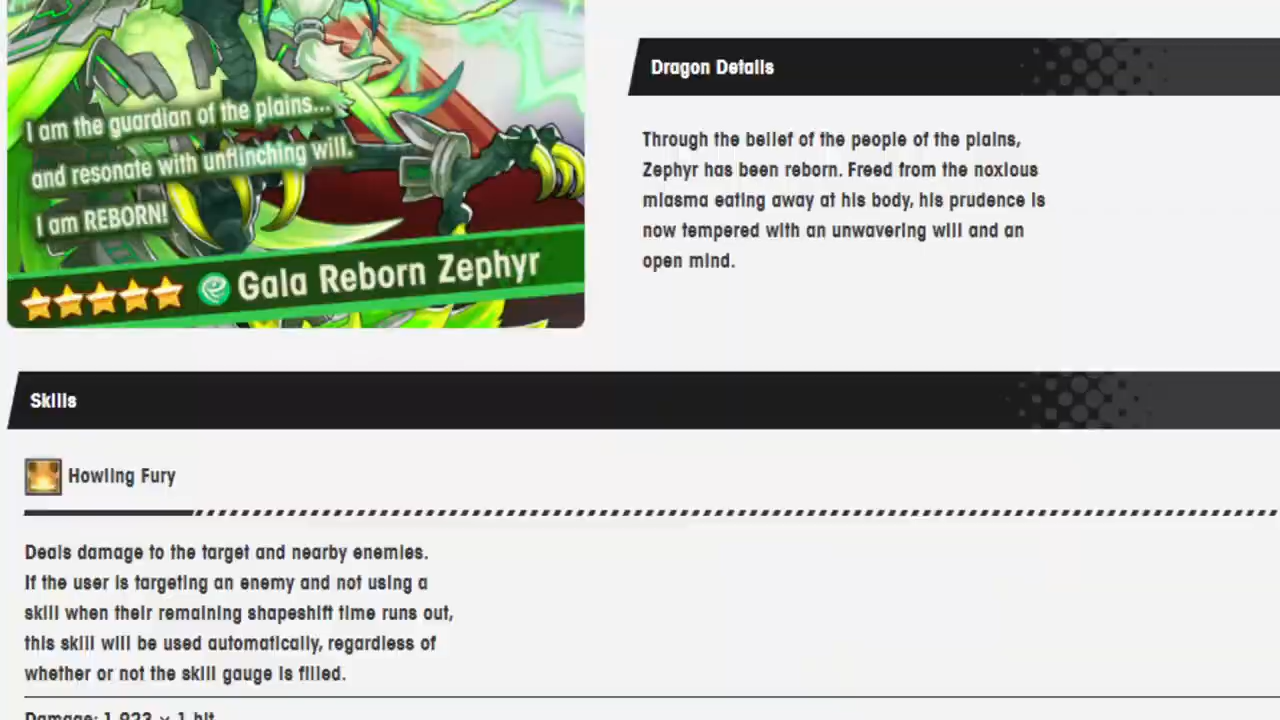 I am the guardian of the plains...
and resonate with unflinching will.
I am REBORN!
Gala Reborn Zephyr
Dragon Details
Through the belief of the people of the plains,
Zephyr has been reborn. Freed from the noxious
miasma eating away at his body, his prudence is
now tempered with an unwavering will and an
open mind.
Skills
Howling Fury
Deals damage to the target and nearby enemies.
If the user is targeting an enemy and not using a
skill when their remaining shapeshift time runs out,
this skill will be used automatically, regardless of
whether or not the skill gauge is filled.
Damage: 1,923 x 1 hit